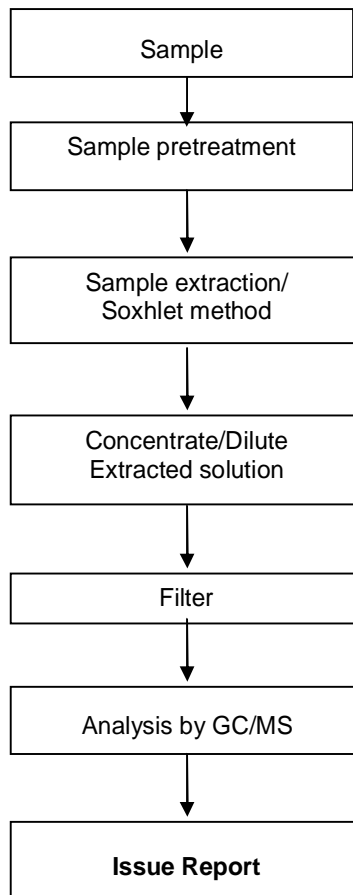 Sample
Sample pretreatment
Sample extraction/
Soxhlet method
Concentrate/Dilute
Extracted solution
Filter
Analysis by GC/MS
Issue Report